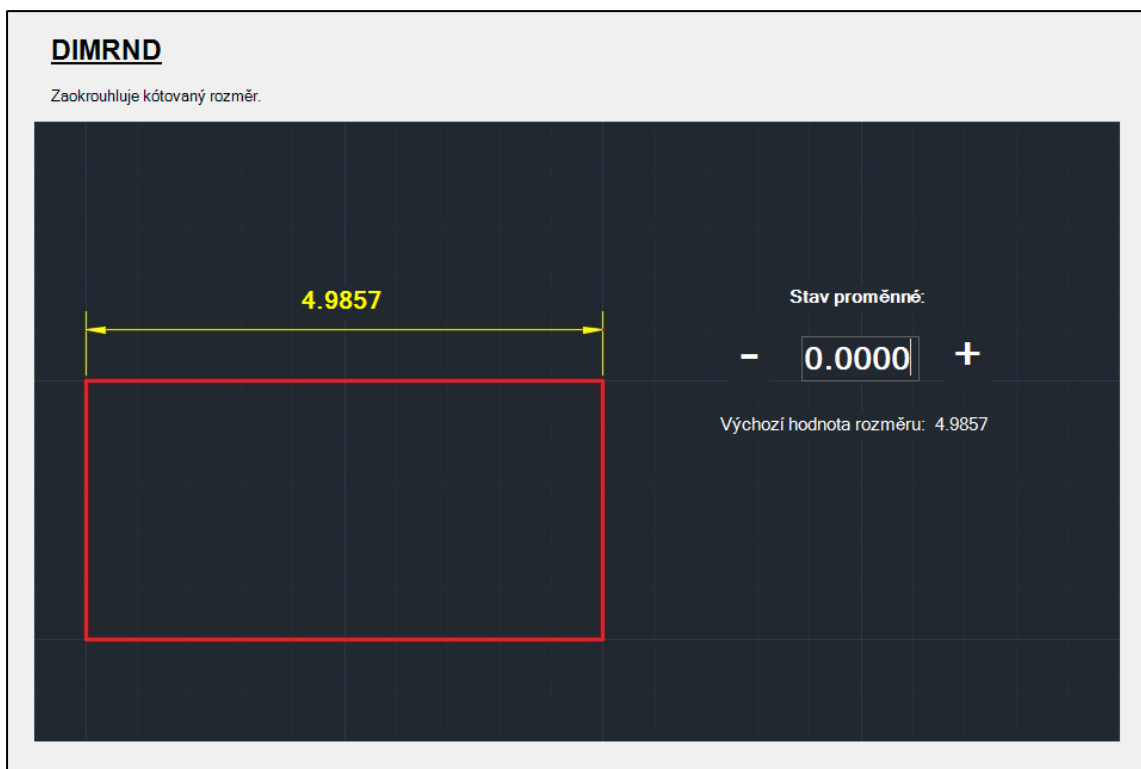 DIMRND
Zaokrouhluje kótovaný rozměr.
4.9857
Stav proměnné:
- 0.0000 +
Výchozí hodnota rozměru: 4.9857